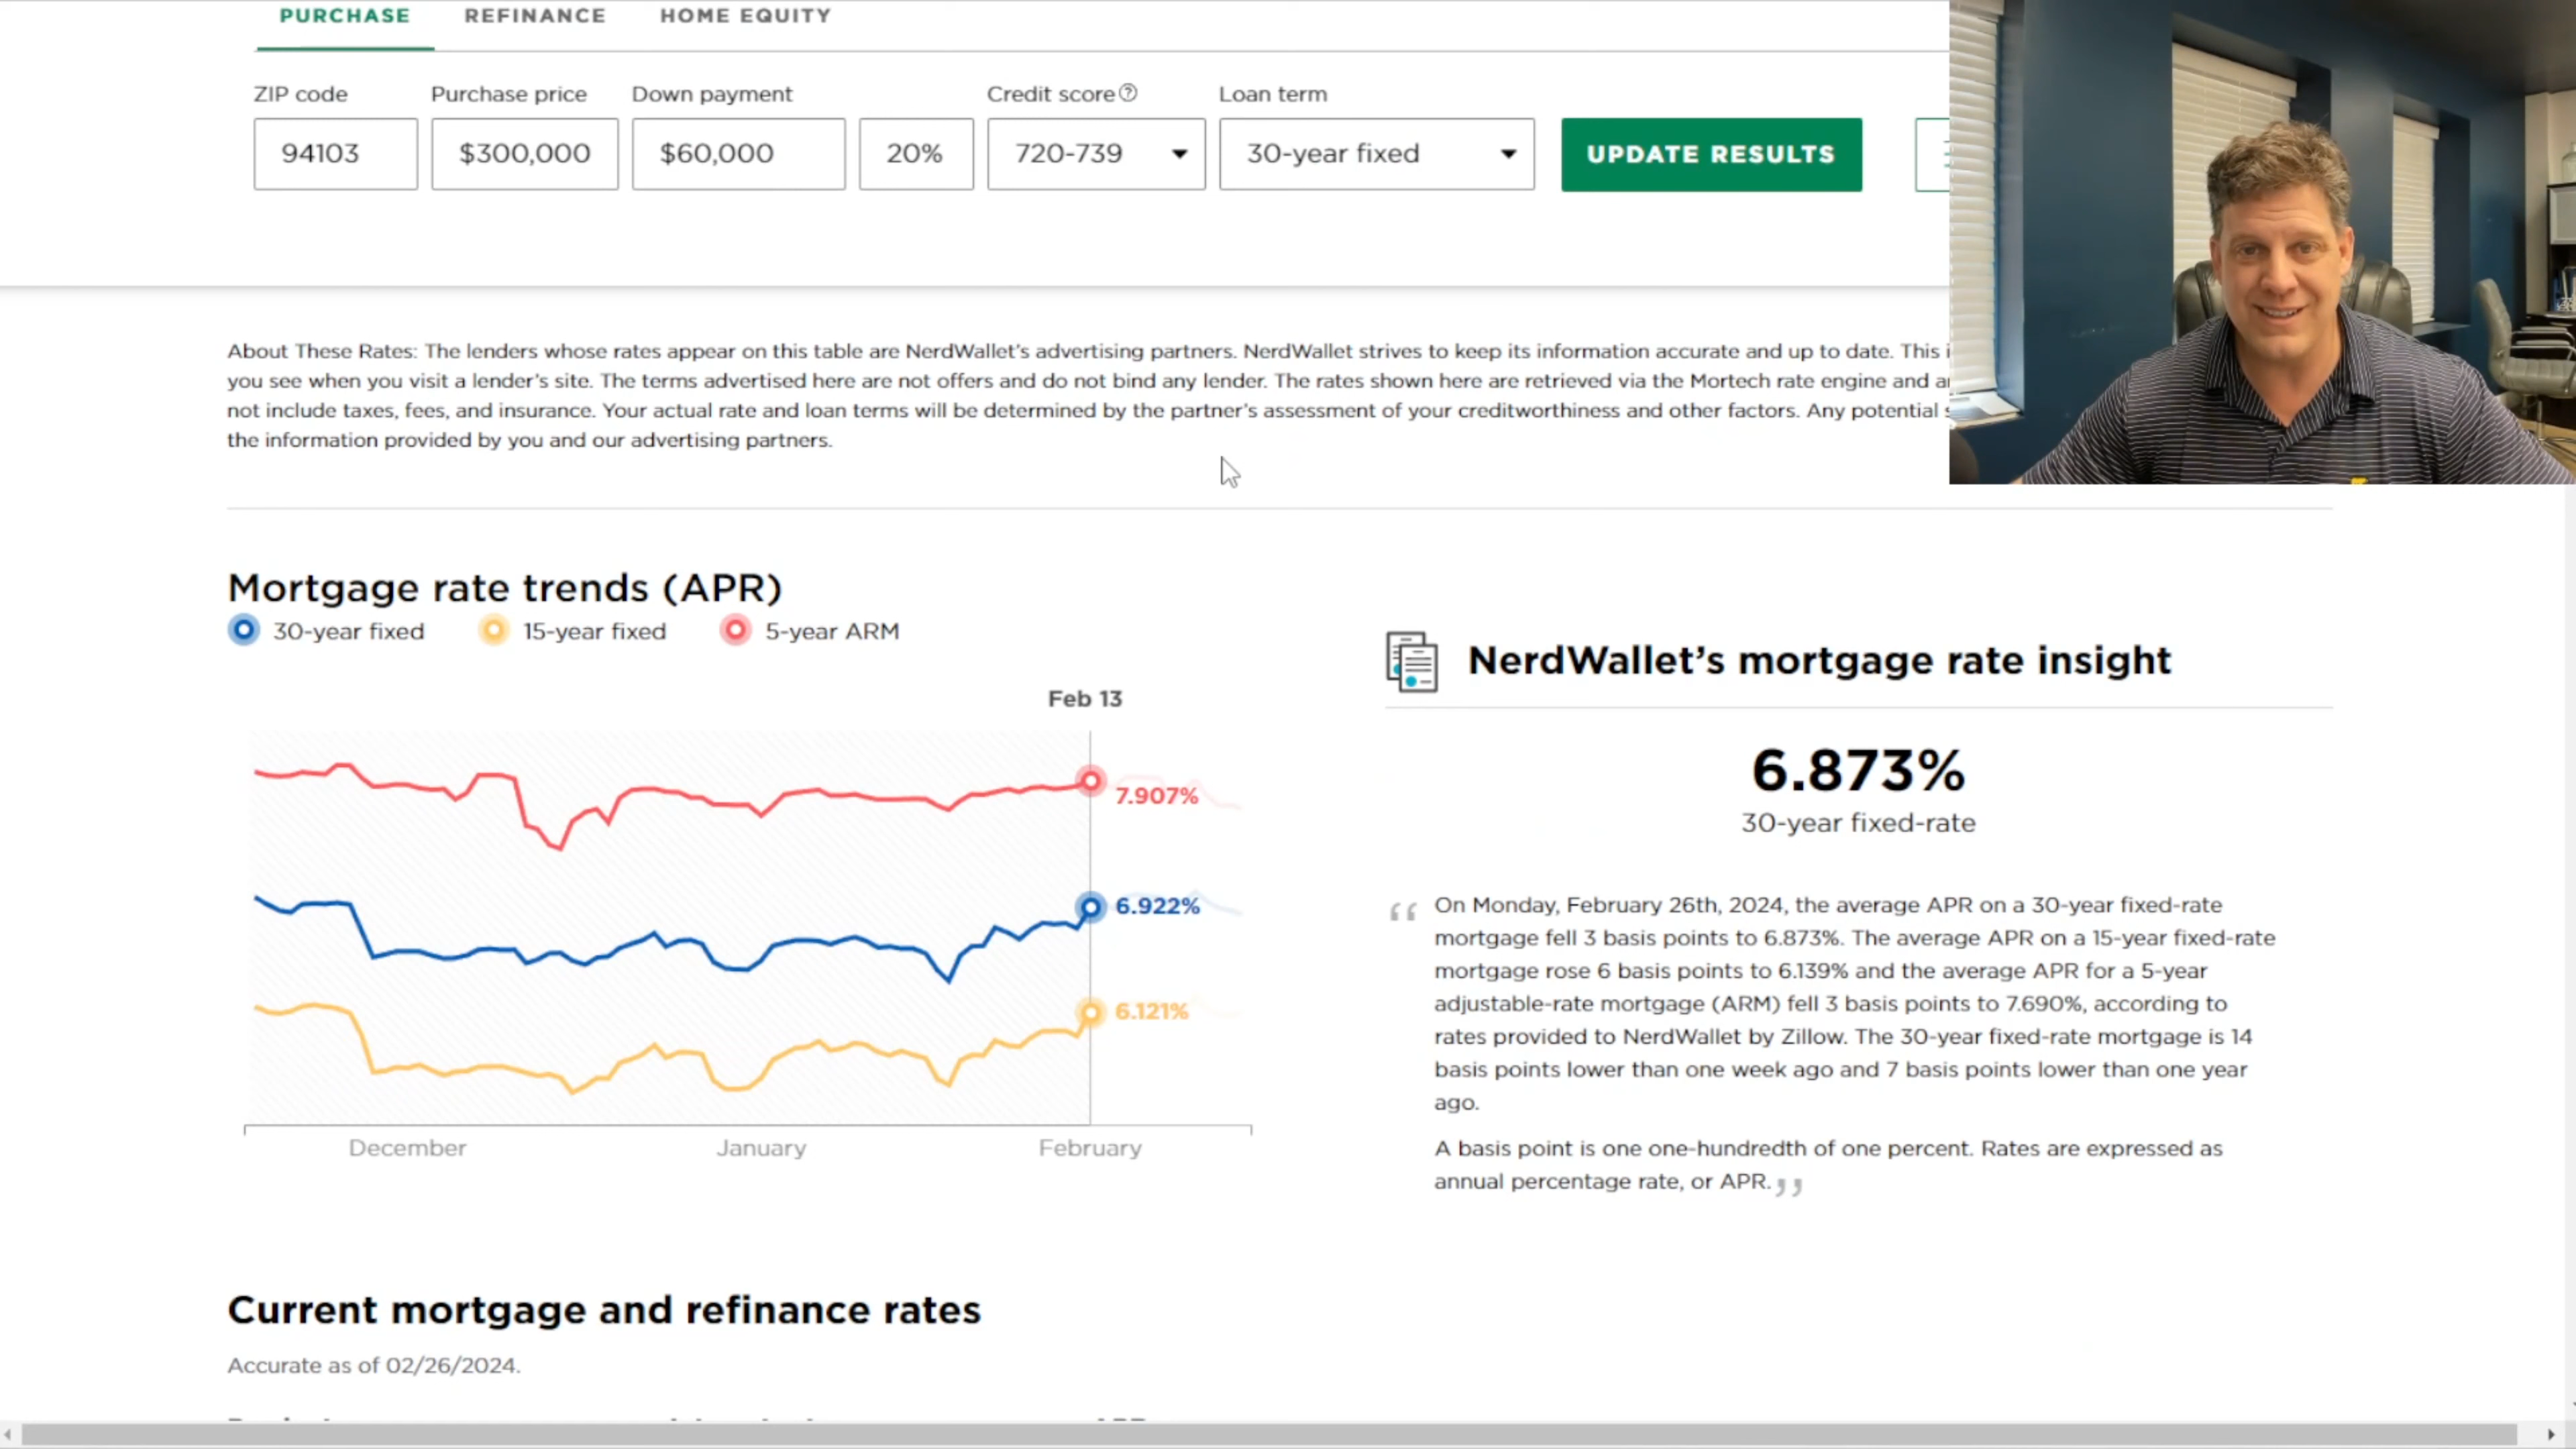 PURCHASE REFINANCE HOME EQUITY
ZIP code Purchase price Down payment Credit score Loan term
94103 $300,000 $60,000 20% 720-739 30-year fixed UPDATE RESULTS
About These Rates: The lenders whose rates appear on this table are NerdWallet's advertising partners. NerdWallet strives to keep its information accurate and up to date. This
you see when you visit a lender's site. The terms advertised here are not offers and do not bind any lender. The rates shown here are retrieved via the Mortech rate engine and
not include taxes, fees, and insurance. Your actual rate and loan terms will be determined by the partner's assessment of your creditworthiness and other factors. Any potential
the information provided by you and our advertising partners.
Mortgage rate trends (APR)
30-year fixed 15-year fixed 5-year ARM
Feb 13
7.907%
6.922%
6.121%
December January February
NerdWallet's mortgage rate insight
6.873%
30-year fixed-rate
“ On Monday, February 26th, 2024, the average APR on a 30-year fixed-rate
mortgage fell 3 basis points to 6.873%. The average APR on a 15-year fixed-rate
mortgage rose 6 basis points to 6.139% and the average APR for a 5-year
adjustable-rate mortgage (ARM) fell 3 basis points to 7.690%, according to
rates provided to NerdWallet by Zillow. The 30-year fixed-rate mortgage is 14
basis points lower than one week ago and 7 basis points lower than one year
ago.
A basis point is one one-hundredth of one percent. Rates are expressed as
annual percentage rate, or APR. ”
Current mortgage and refinance rates
Accurate as of 02/26/2024.